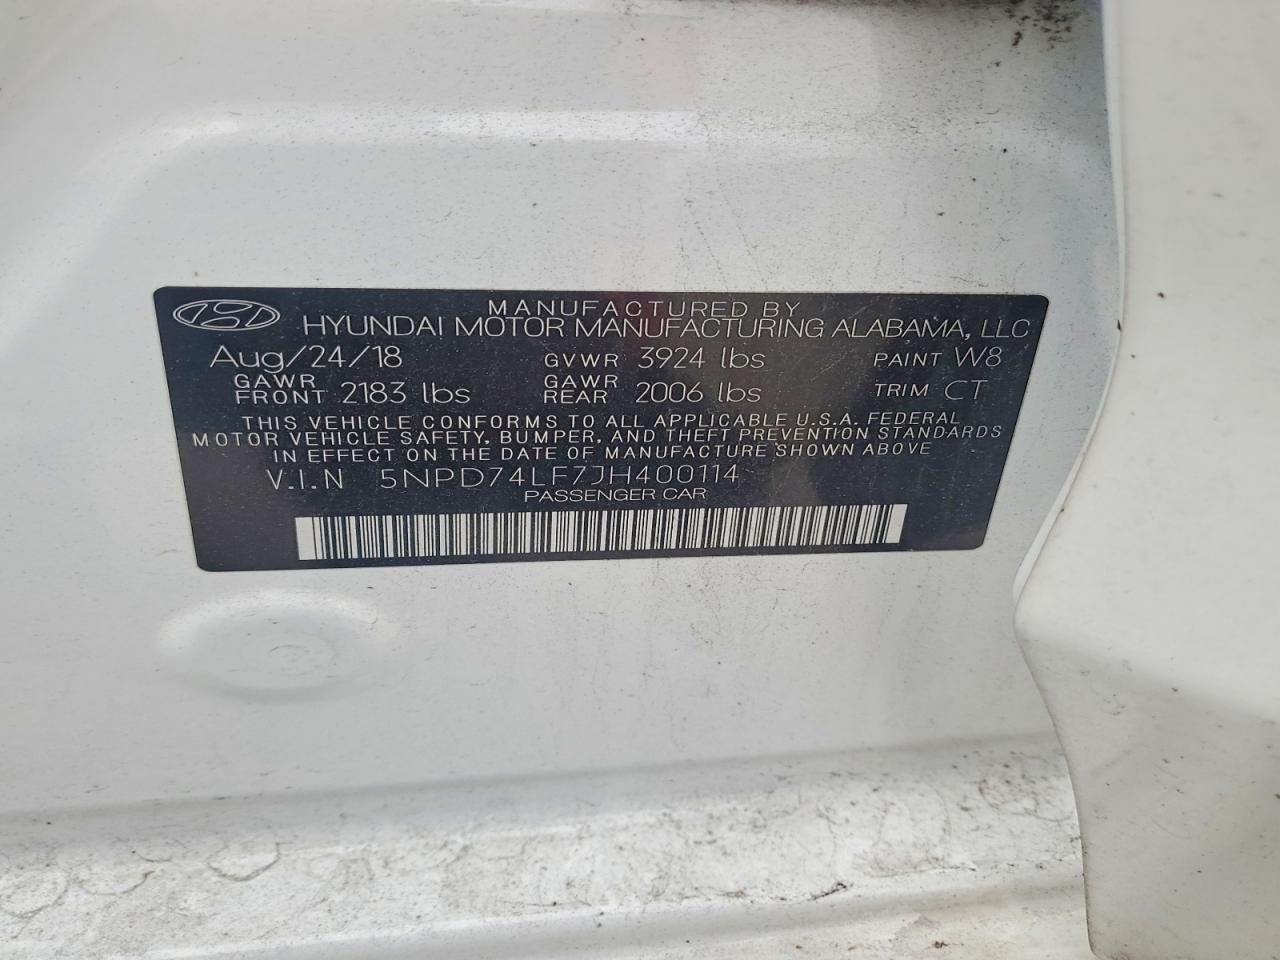 MANUFACTURED BY
HYUNDAI MOTOR MANUFACTURING ALABAMA, LLC
Aug/24/18 GVWR 3924 lbs PAINT W8
GAWR FRONT 2183 lbs GAWR REAR 2006 lbs TRIM CT
THIS VEHICLE CONFORMS TO ALL APPLICABLE U.S.A. FEDERAL
MOTOR VEHICLE SAFETY, BUMPER, AND THEFT PREVENTION STANDARDS
IN EFFECT ON THE DATE OF MANUFACTURE SHOWN ABOVE
V.I.N 5NPD74LF7JH400114
PASSENGER CAR